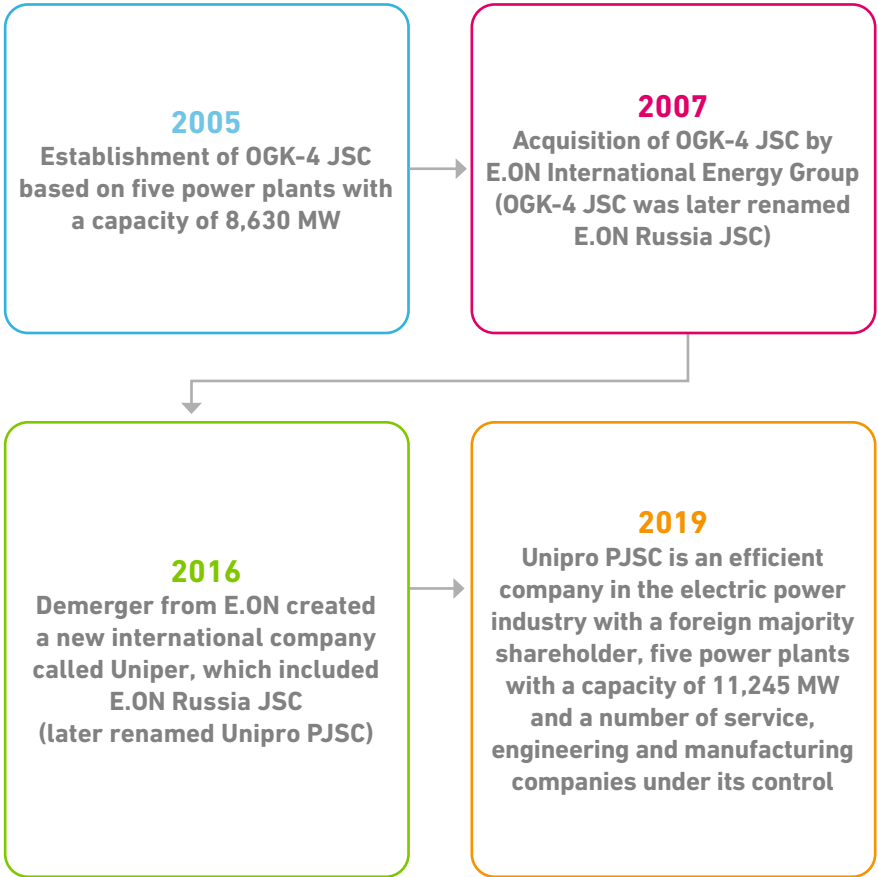 2005
Establishment of OGK-4 JSC
based on five power plants with
a capacity of 8,630 MW
2007
Acquisition of OGK-4 JSC by
E.ON International Energy Group
(OGK-4 JSC was later renamed
E.ON Russia JSC)
2016
Demerger from E.ON created
a new international company
called Uniper, which included
E.ON Russia JSC
(later renamed Unipro PJSC)
2019
Unipro PJSC is an efficient
company in the electric power
industry with a foreign majority
shareholder, five power plants
with a capacity of 11,245 MW
and a number of service,
engineering and manufacturing
companies under its control